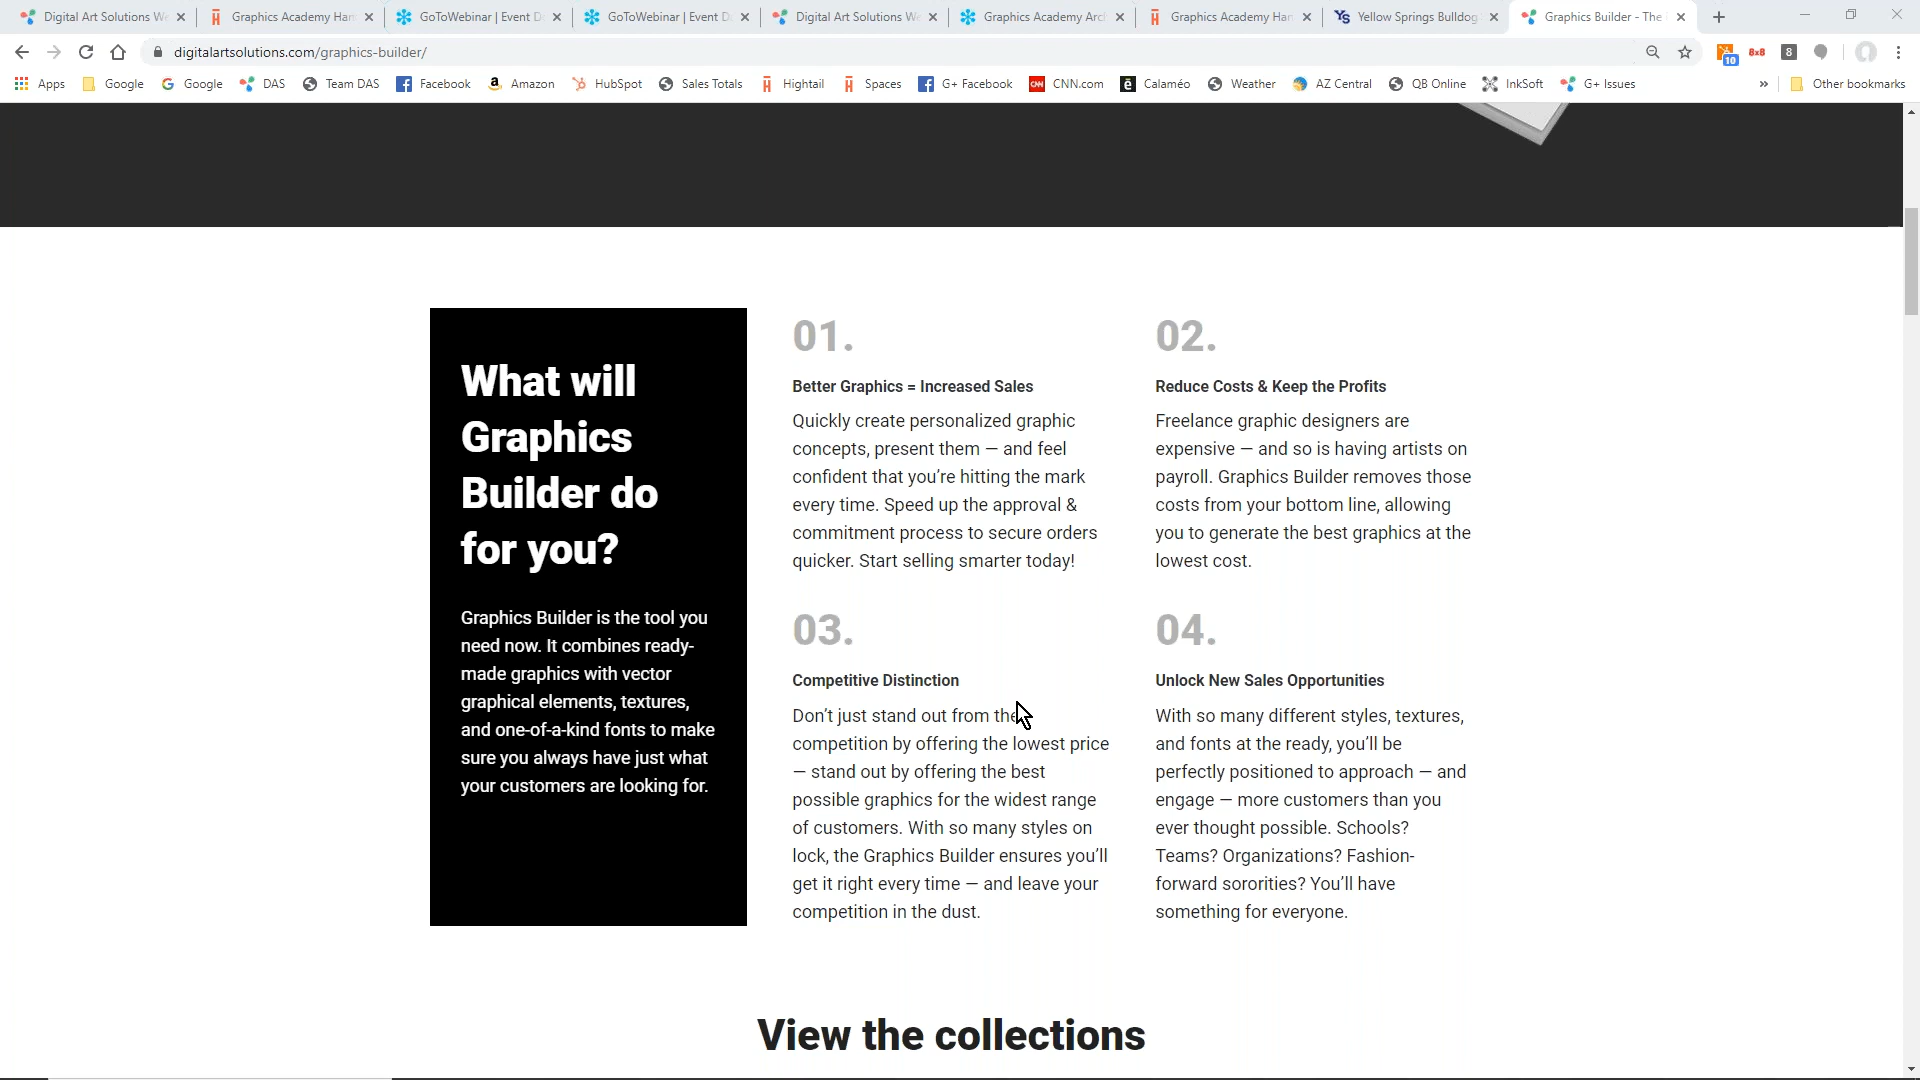 Digital Art Solutions We
Graphics Academy Han
GoToWebinar | Event D
GoToWebinar | Event D
Digital Art Solutions We
Graphics Academy Arc
Graphics Academy Han
Yellow Springs Bulldog
Graphics Builder - The
digitalartsolutions.com/graphics-builder/
10
8x8
8
Apps
Google
Google
DAS
Team DAS
Facebook
Amazon
HubSpot
Sales Totals
Hightail
Spaces
G+ Facebook
CNN.com
Calaméo
Weather
AZ Central
QB Online
InkSoft
G+ Issues
»
Other bookmarks
What will
Graphics
Builder do
for you?
Graphics Builder is the tool you
need now. It combines ready-
made graphics with vector
graphical elements, textures,
and one-of-a-kind fonts to make
sure you always have just what
your customers are looking for.
01.
Better Graphics = Increased Sales
Quickly create personalized graphic
concepts, present them — and feel
confident that you're hitting the mark
every time. Speed up the approval &
commitment process to secure orders
quicker. Start selling smarter today!
02.
Reduce Costs & Keep the Profits
Freelance graphic designers are
expensive — and so is having artists on
payroll. Graphics Builder removes those
costs from your bottom line, allowing
you to generate the best graphics at the
lowest cost.
03.
Competitive Distinction
Don't just stand out from the
competition by offering the lowest price
— stand out by offering the best
possible graphics for the widest range
of customers. With so many styles on
lock, the Graphics Builder ensures you'll
get it right every time — and leave your
competition in the dust.
04.
Unlock New Sales Opportunities
With so many different styles, textures,
and fonts at the ready, you'll be
perfectly positioned to approach — and
engage — more customers than you
ever thought possible. Schools?
Teams? Organizations? Fashion-
forward sororities? You'll have
something for everyone.
View the collections